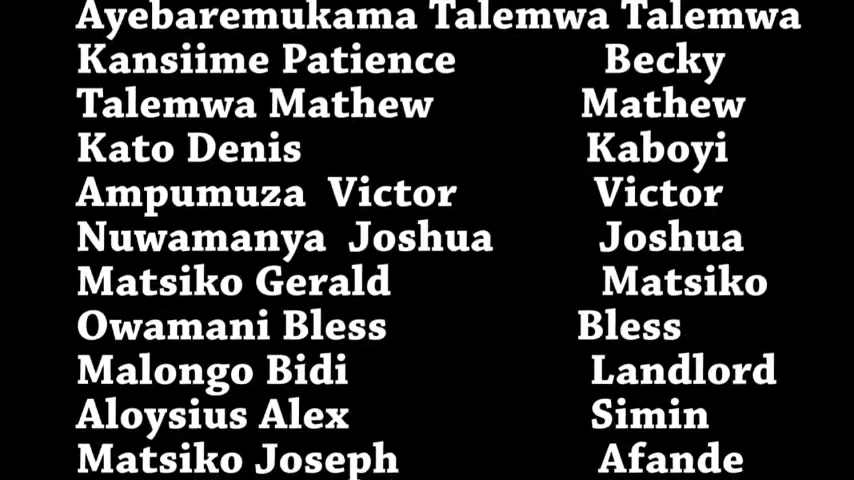 Ayebaremukama Talemwa Talemwa
Kansiime Patience Becky
Talemwa Mathew Mathew
Kato Denis Kaboyi
Ampumuza Victor Victor
Nuwamanya Joshua Joshua
Matsiko Gerald Matsiko
Owamani Bless Bless
Malongo Bidi Landlord
Aloysius Alex Simin
Matsiko Joseph Afande